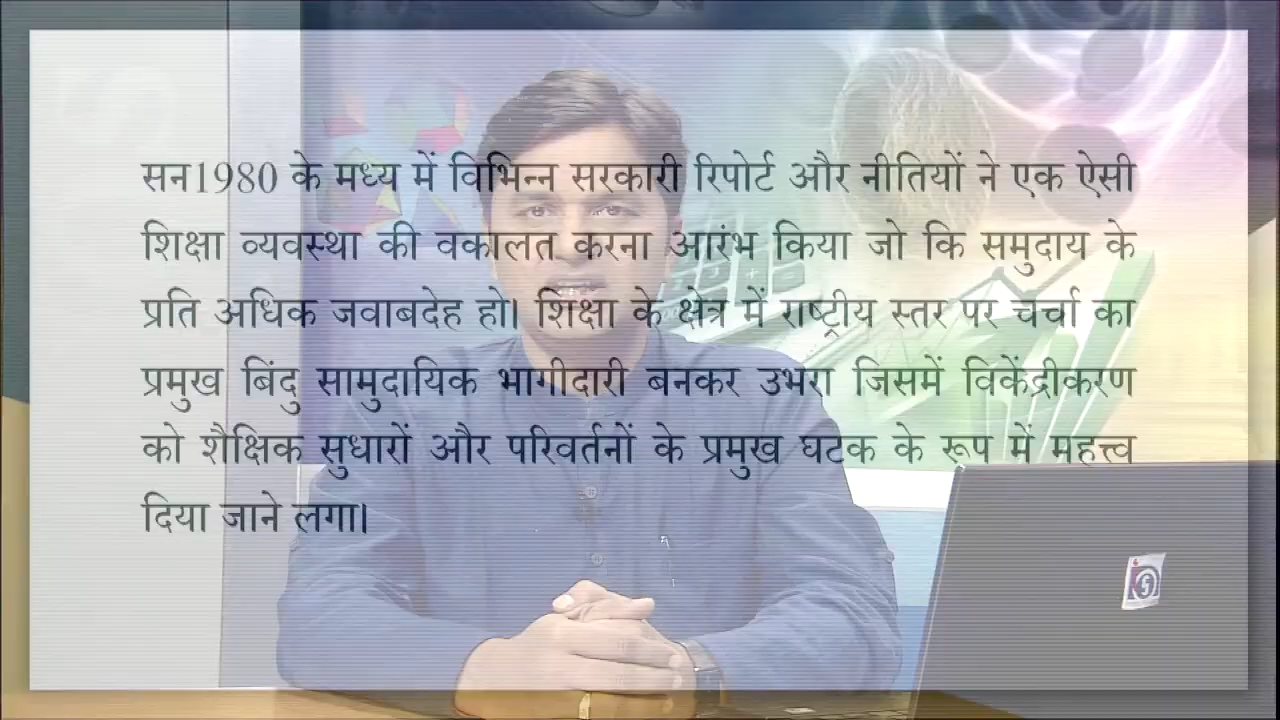 सन1980 के मध्य में विभिन्न सरकारी रिपोर्ट और नीतियों ने एक ऐसी
शिक्षा व्यवस्था की वकालत करना आरंभ किया जो कि समुदाय के
प्रति अधिक जवाबदेह हो। शिक्षा के क्षेत्र में राष्ट्रीय स्तर पर चर्चा का
प्रमुख बिंदु सामुदायिक भागीदारी बनकर उभरा जिसमें विकेंद्रीकरण
को शैक्षिक सुधारों और परिवर्तनों के प्रमुख घटक के रूप में महत्त्व
दिया जाने लगा।